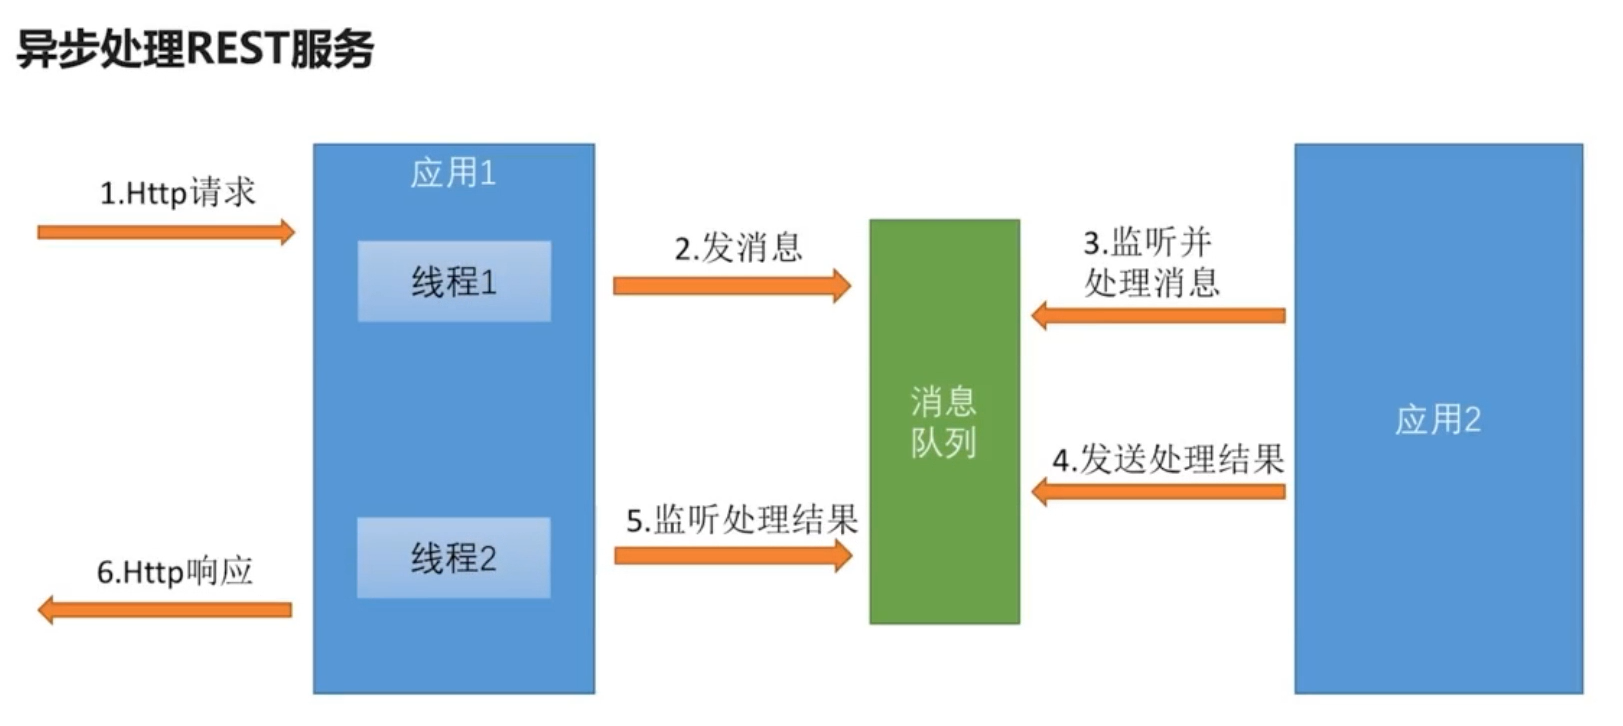 异步处理REST服务
1.Http请求
应用1
线程1
2.发消息
3.监听并
处理消息
消息
队列
应用2
4.发送处理结果
5.监听处理结果
线程2
6.Http响应